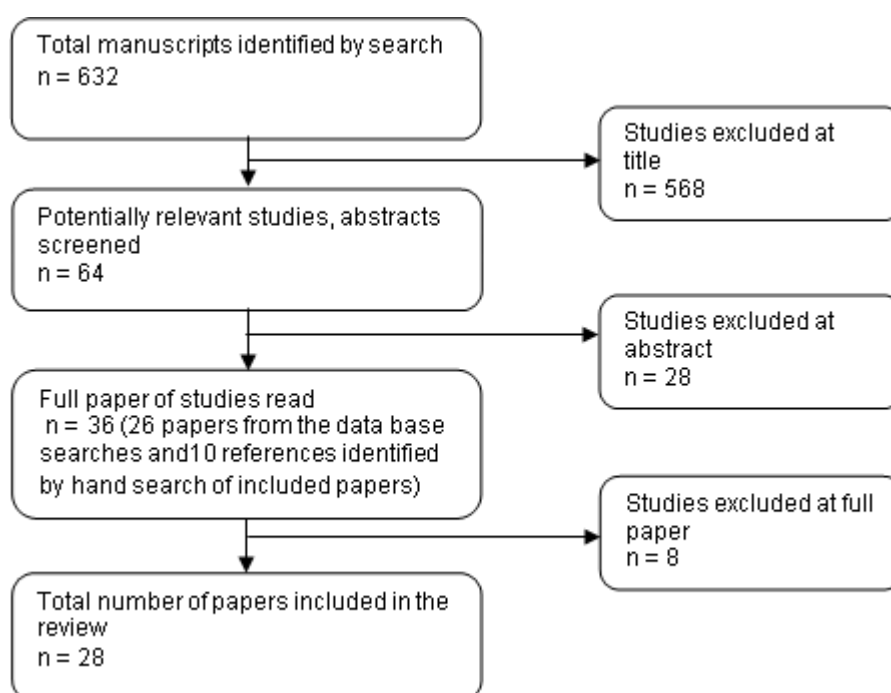 Total manuscripts identified by search
n = 632
Studies excluded at
title
n = 568
Potentially relevant studies, abstracts
screened
n = 64
Studies excluded at
abstract
n = 28
Full paper of studies read
n = 36 (26 papers from the data base
searches and10 references identified
by hand search of included papers)
Studies excluded at full
paper
n = 8
Total number of papers included in the
review
n = 28